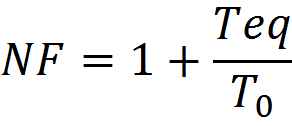 NF = 1 + Teq/T₀